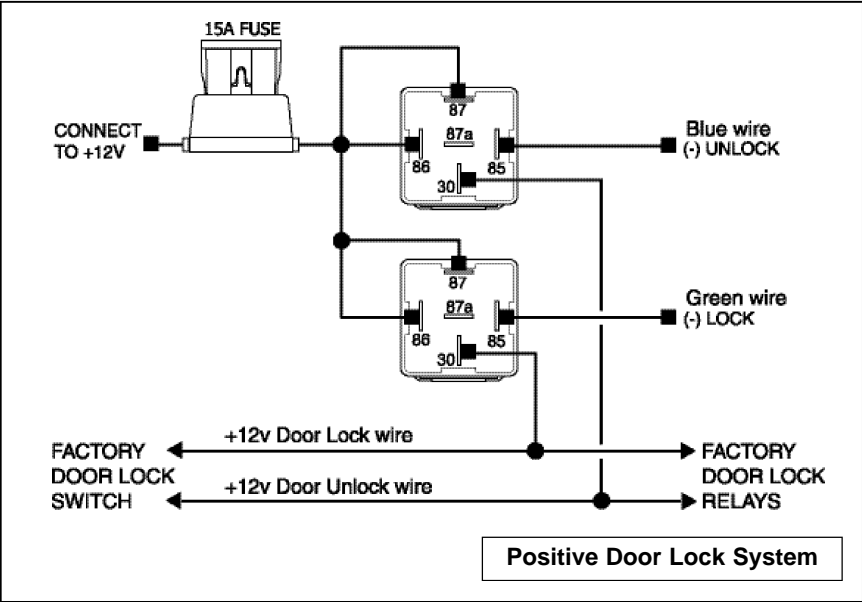 15A FUSE
CONNECT
TO +12V
87
87a
86
85
30
Blue wire
(-) UNLOCK
87
87a
86
85
30
Green wire
(-) LOCK
+12v Door Lock wire
FACTORY
DOOR LOCK
SWITCH
+12v Door Unlock wire
FACTORY
DOOR LOCK
RELAYS
Positive Door Lock System